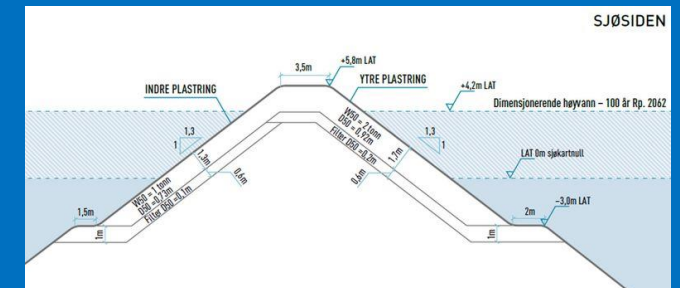 SJØSIDEN
+5,8m LAT
3,5m
INDRE PLASTRING
YTRE PLASTRING
+4,2m LAT
Dimensjonerende høyvann – 100 år Rp. 2062
1,3
1
1,3m
W50 = 2 tonn
D50 = 0,92m
Filter D50 =0,2m
1,3
1
1,7m
LAT 0m sjøkartnull
0,6m
0,6m
W50 = 1 tonn
D50 =0,73m
Filter D50 =0,1m
1,5m
1m
1m
2m
–3,0m LAT